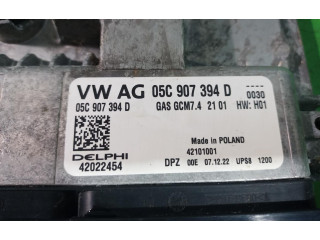 VW AG 05C 907 394 D ----
0030
05C 907 394 D GAS GCM7.4 21 01 HW: H01
Made in POLAND
DELPHI 42101001
42022454 DPZ 00E 07.12.22 UPS8 1200